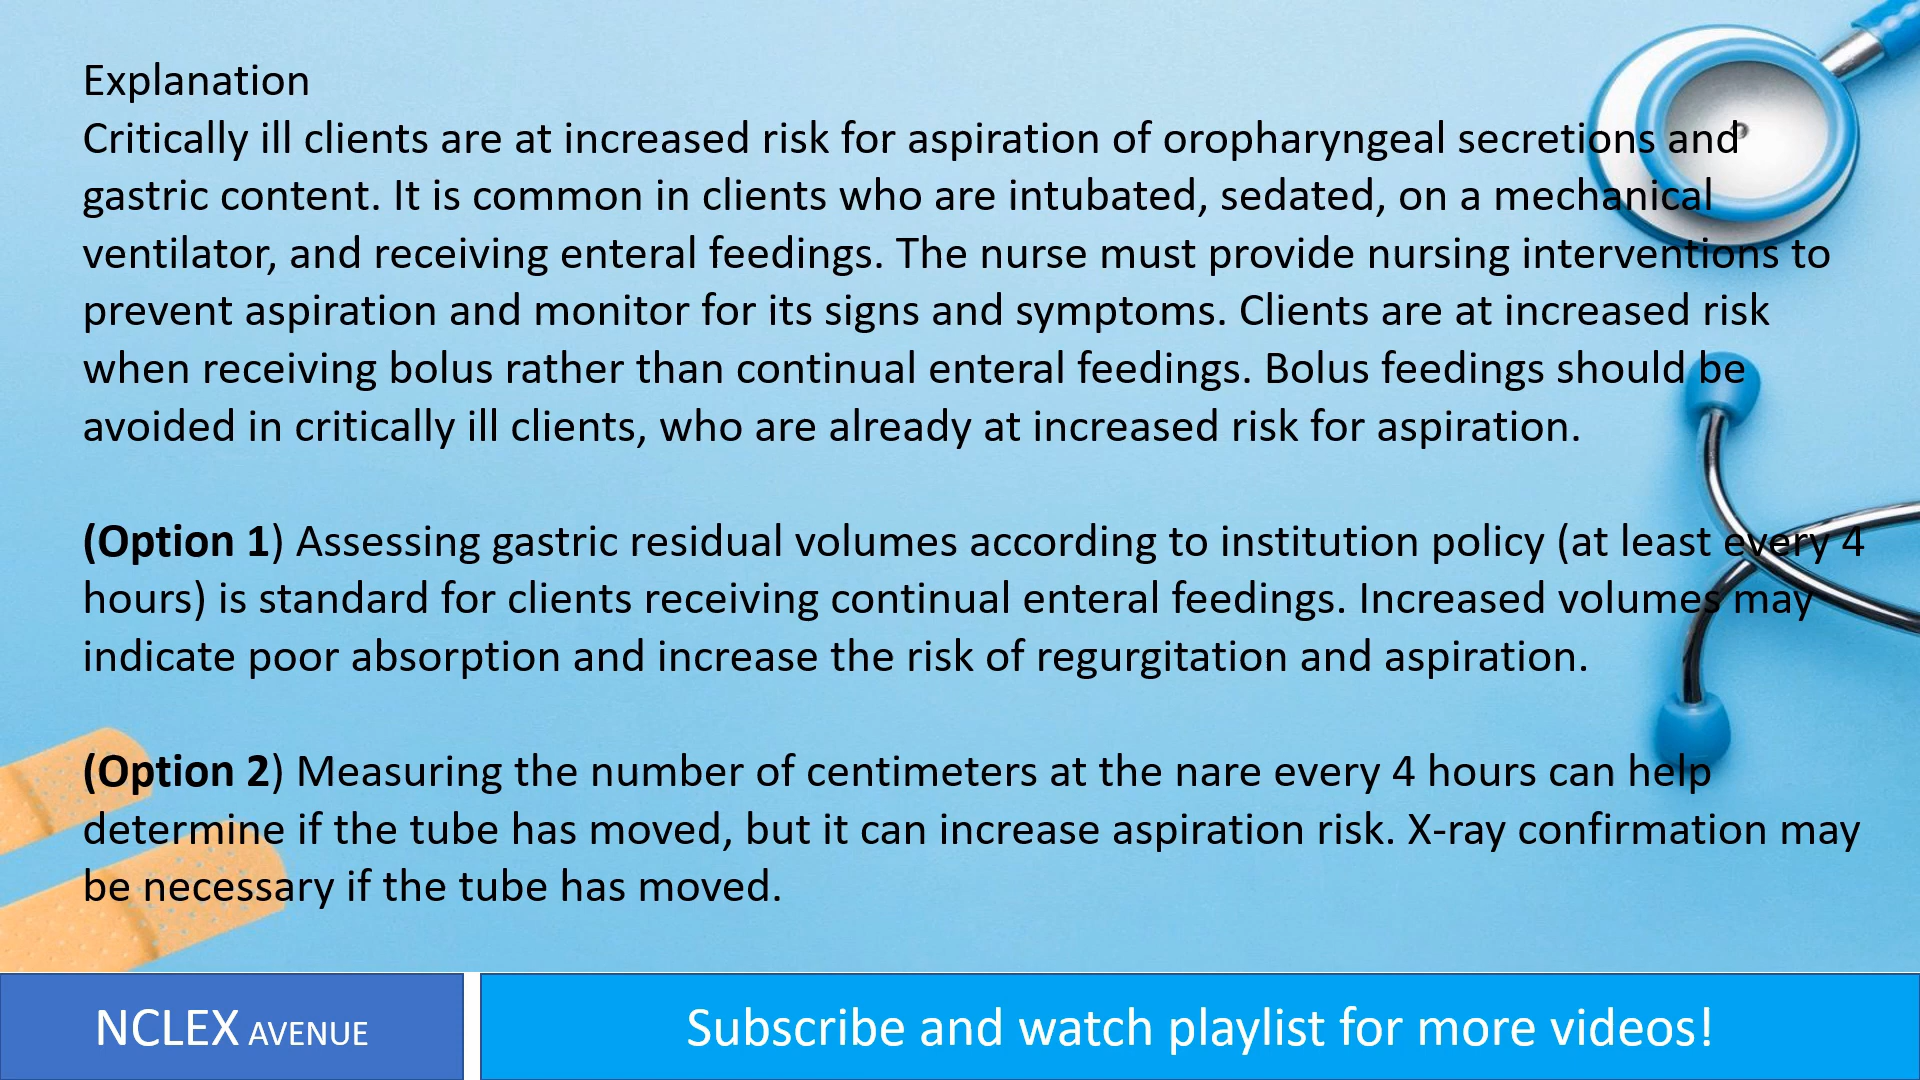 Explanation
Critically ill clients are at increased risk for aspiration of oropharyngeal secretions and
gastric content. It is common in clients who are intubated, sedated, on a mechanical
ventilator, and receiving enteral feedings. The nurse must provide nursing interventions to
prevent aspiration and monitor for its signs and symptoms. Clients are at increased risk
when receiving bolus rather than continual enteral feedings. Bolus feedings should be
avoided in critically ill clients, who are already at increased risk for aspiration.
(Option 1) Assessing gastric residual volumes according to institution policy (at least every 4
hours) is standard for clients receiving continual enteral feedings. Increased volumes may
indicate poor absorption and increase the risk of regurgitation and aspiration.
(Option 2) Measuring the number of centimeters at the nare every 4 hours can help
determine if the tube has moved, but it can increase aspiration risk. X-ray confirmation may
be necessary if the tube has moved.
NCLEX AVENUE
Subscribe and watch playlist for more videos!